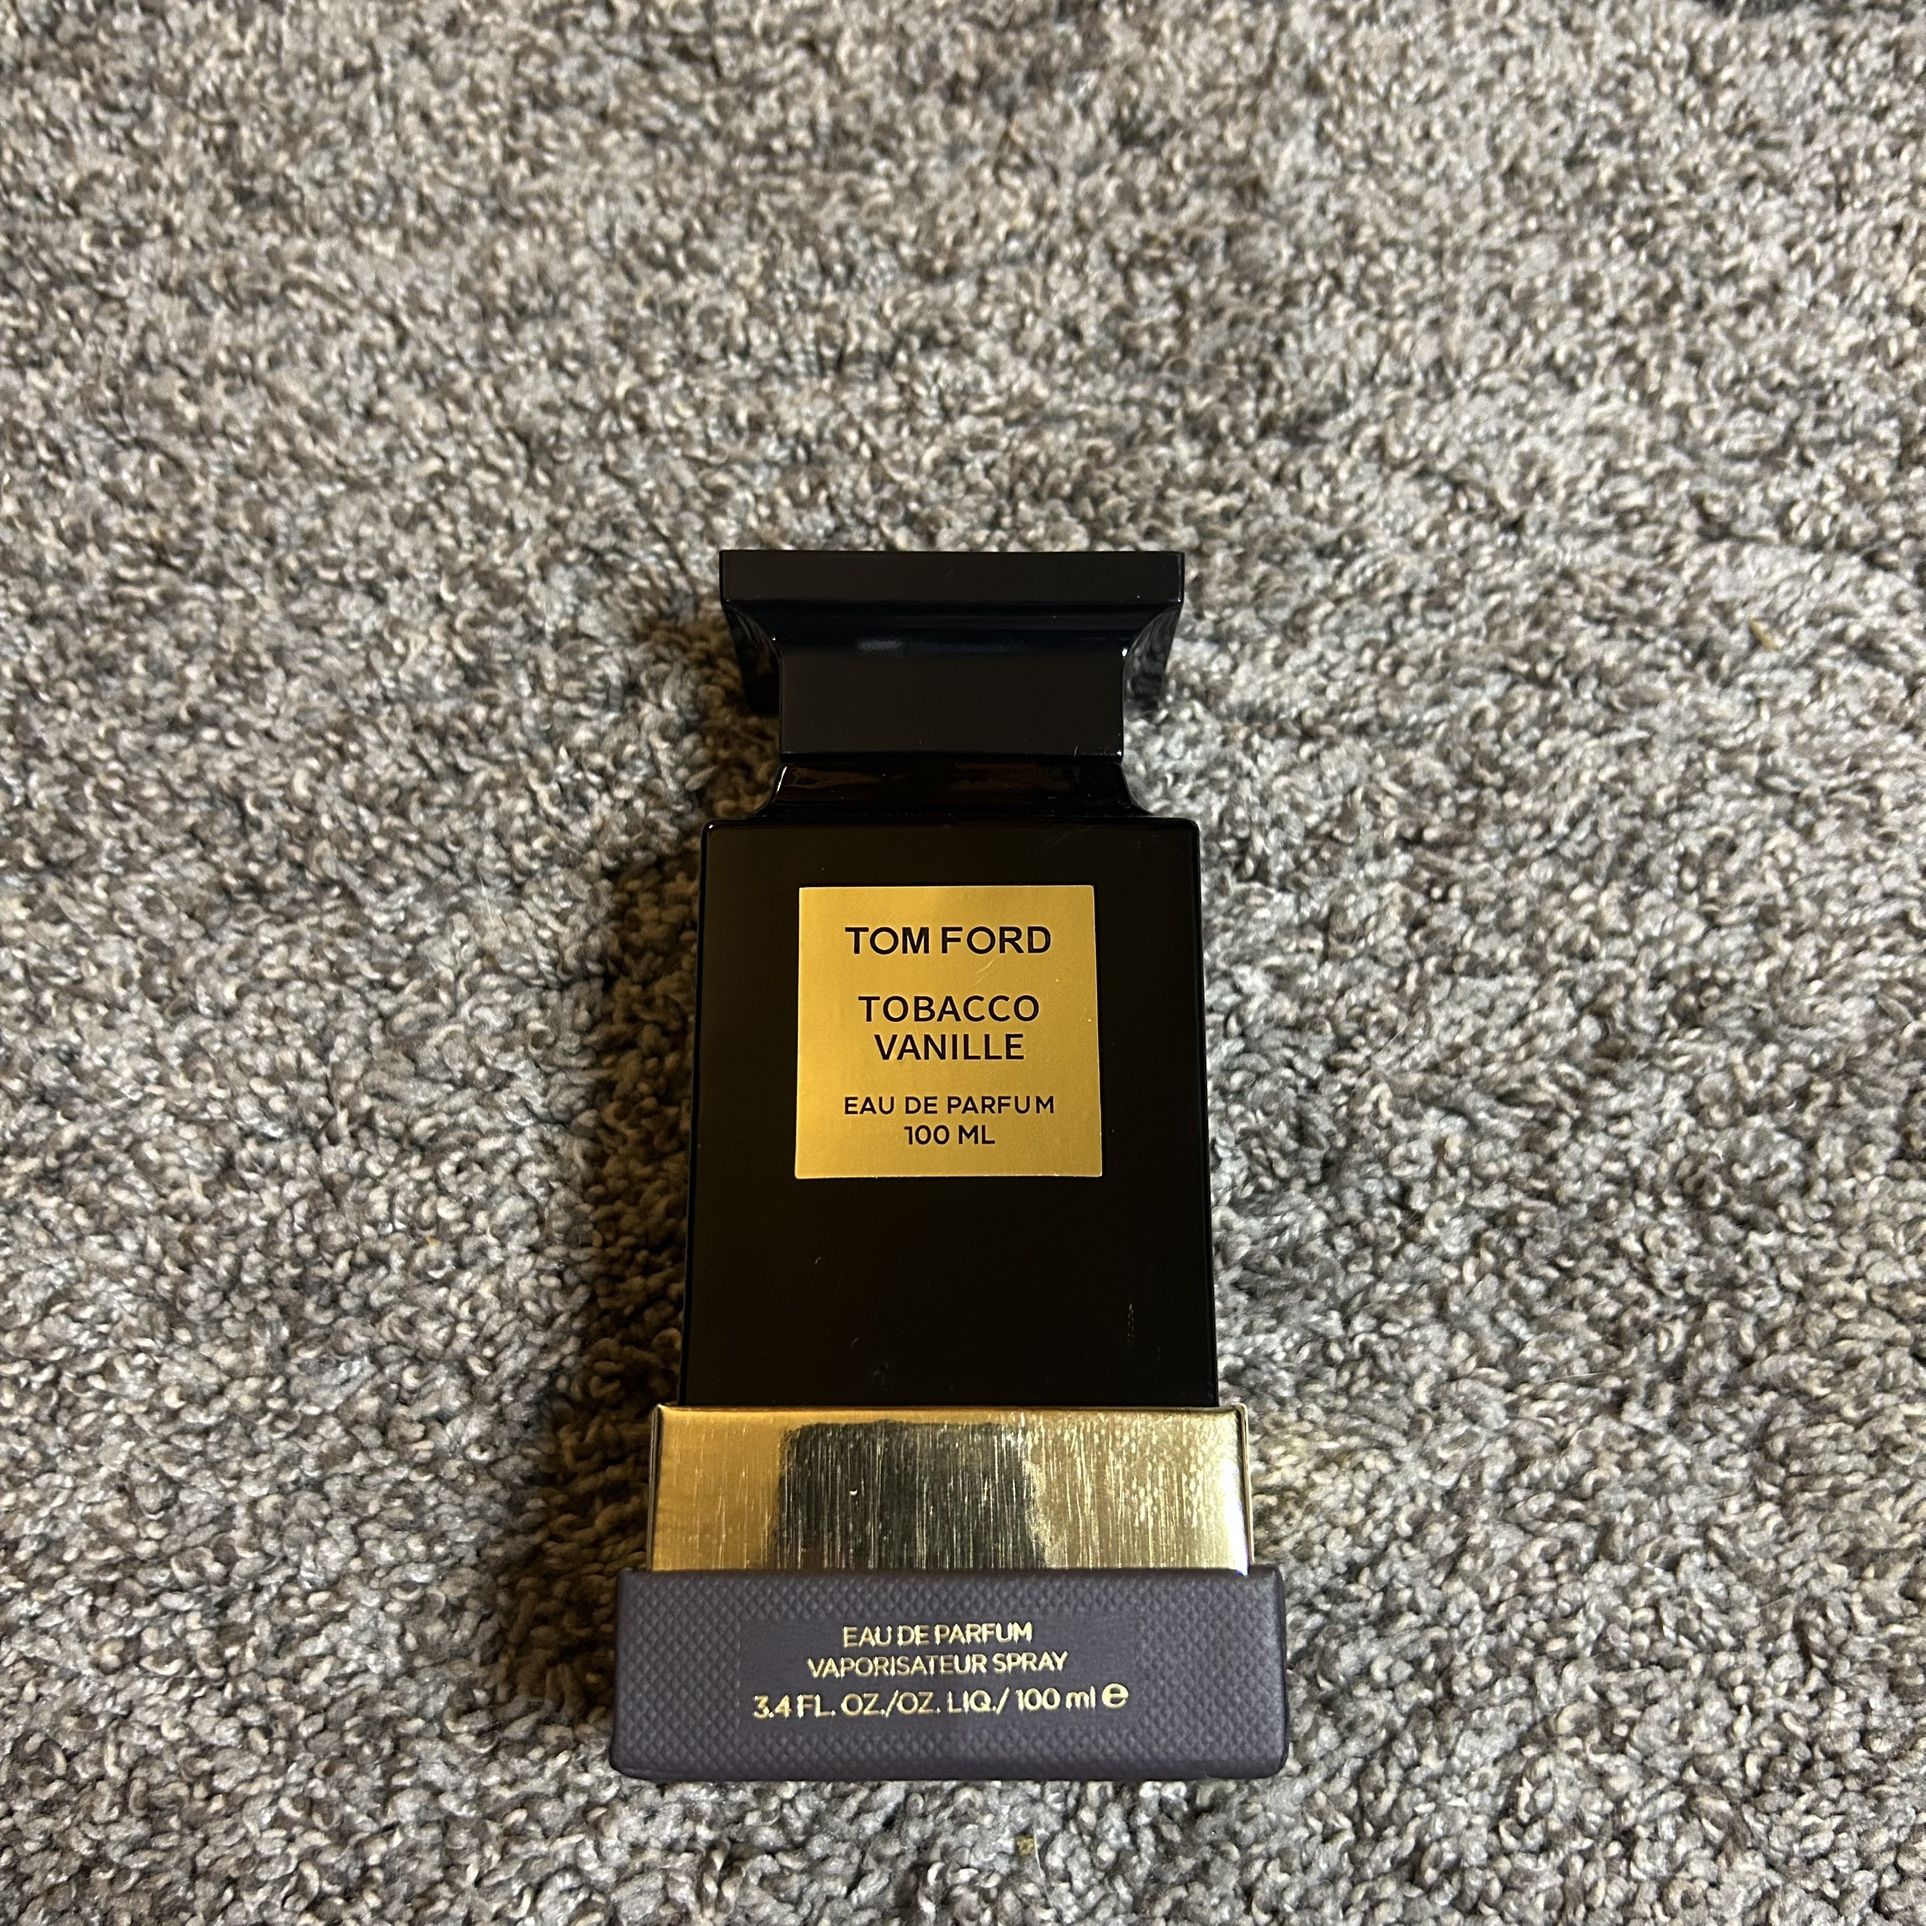 TOM FORD
TOBACCO
VANILLE
EAU DE PARFUM
100 ML
EAU DE PARFUM
VAPORISATEUR SPRAY
3.4 FL. OZ./OZ. LIQ./ 100 ml ℮